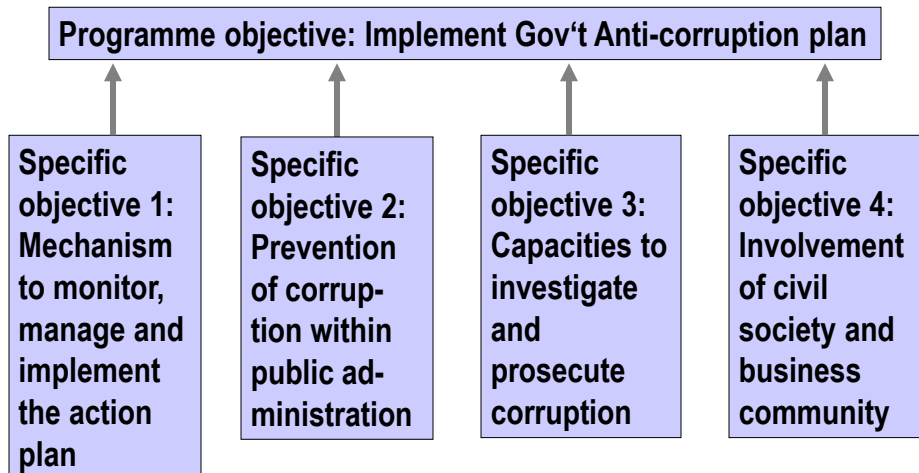 Programme objective: Implement Gov‘t Anti-corruption plan
Specific
objective 1:
Mechanism
to monitor,
manage and
implement
the action
plan
Specific
objective 2:
Prevention
of corrup-
tion within
public ad-
ministration
Specific
objective 3:
Capacities to
investigate
and
prosecute
corruption
Specific
objective 4:
Involvement
of civil
society and
business
community